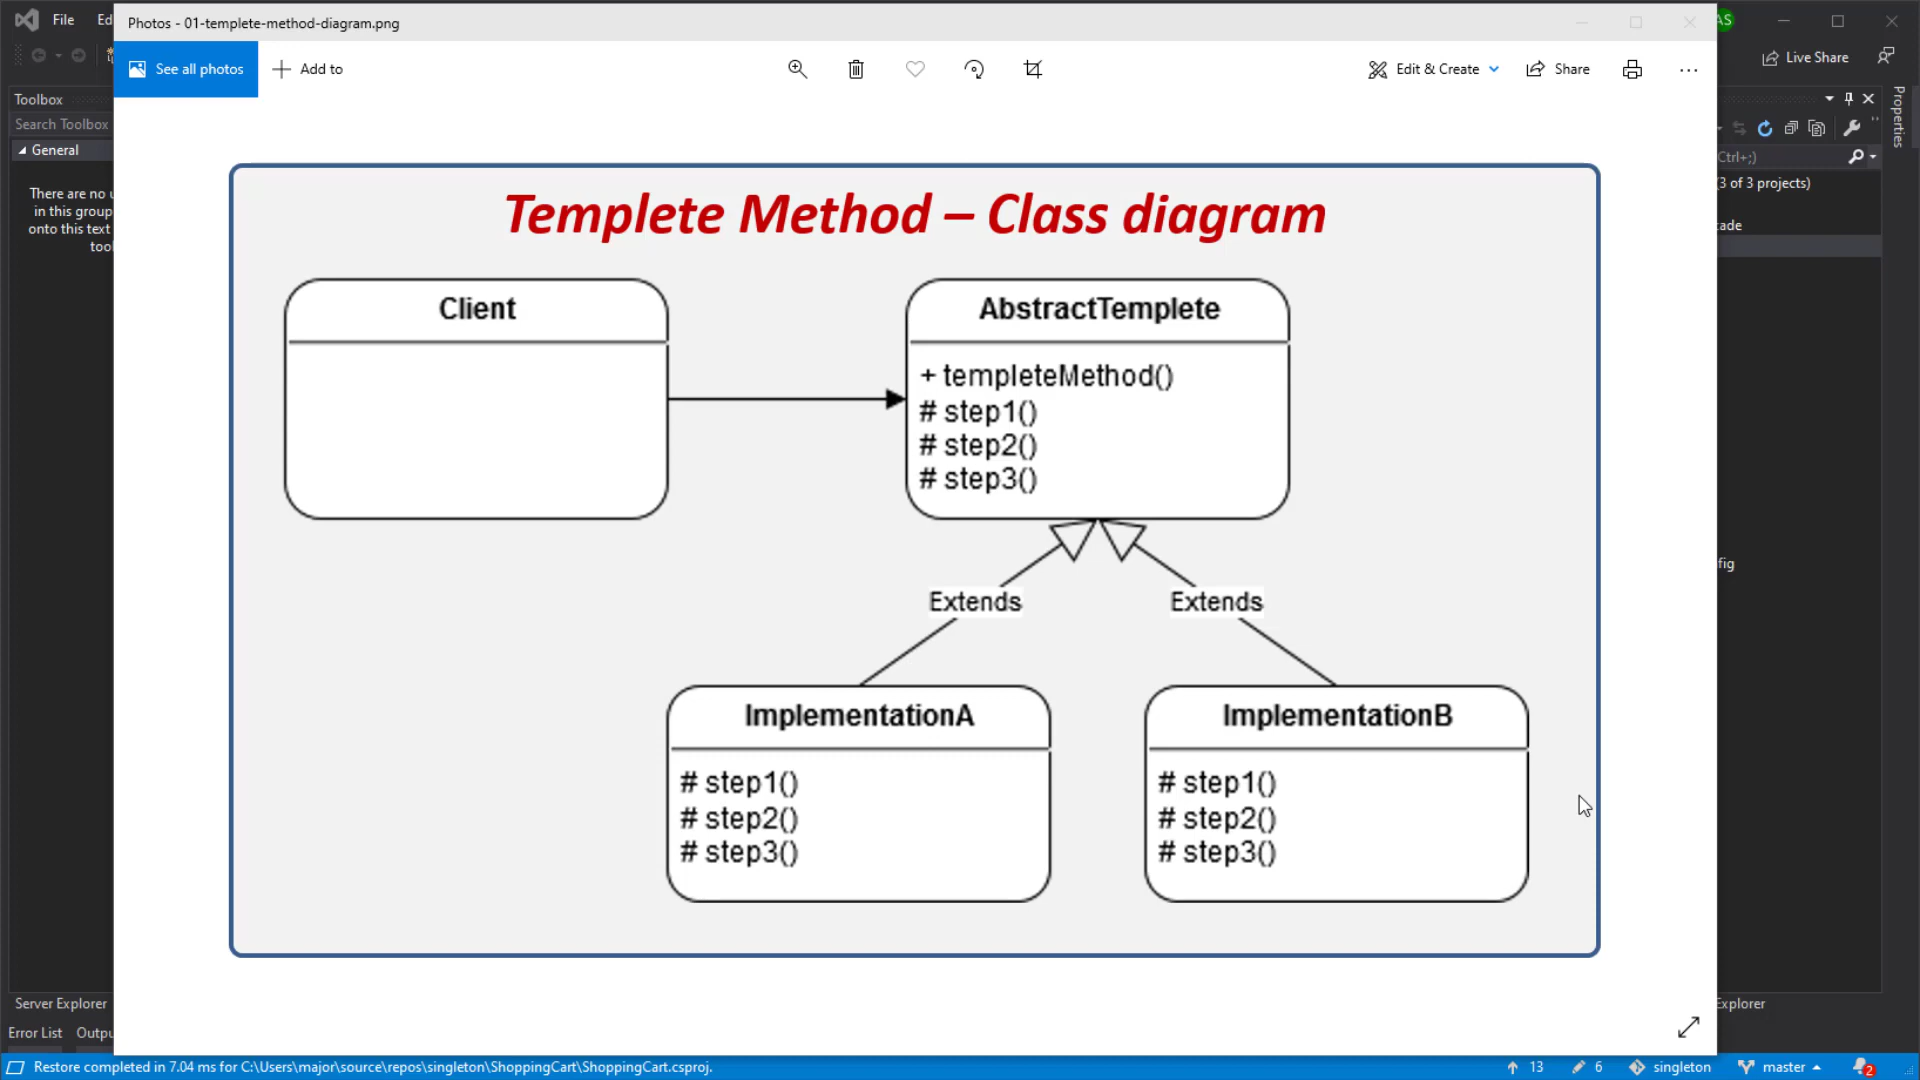 File
Ed
Photos - 01-templete-method-diagram.png
AS
See all photos
Add to
Edit & Create
Share
Live Share
Toolbox
Search Toolbox
General
There are no u
in this group
onto this text
tool
Properties
Ctrl+;)
(3 of 3 projects)
cade
fig
Templete Method – Class diagram
Client
AbstractTemplete
+ templeteMethod()
# step1()
# step2()
# step3()
Extends
Extends
ImplementationA
# step1()
# step2()
# step3()
ImplementationB
# step1()
# step2()
# step3()
Server Explorer
Explorer
Error List
Outpu
Restore completed in 7.04 ms for C:\Users\major\source\repos\singleton\ShoppingCart\ShoppingCart.csproj.
13
6
singleton
master
2